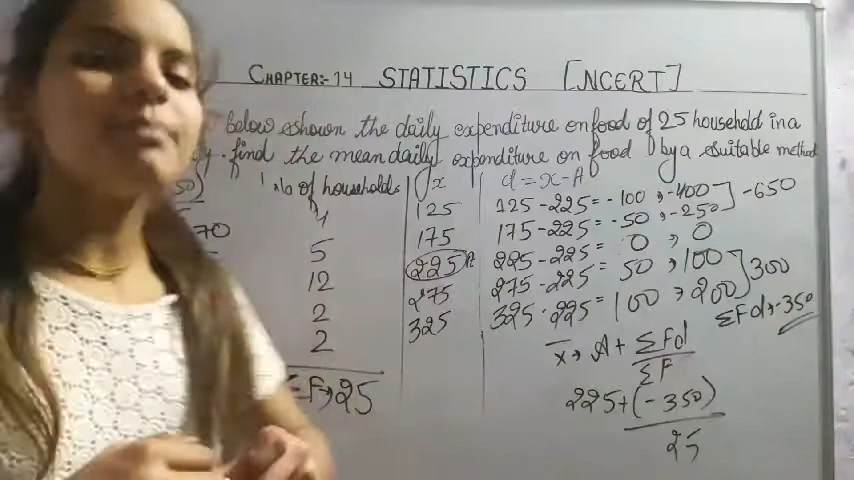 CHAPTER:- 14 STATISTICS [NCERT]
below shown the daily expenditure on food of 25 household in a
find the mean daily expenditure on food by a suitable method
No of households x d = x - A
4 125 125-225 = -100 → -400 ] -650
5 175 175-225 = -50 → -250
12 225 A 225-225 = 0 → 0
2 275 275-225 = 50 → 100 ] 300
2 325 325-225 = 100 → 200
ΣF → 25 ΣFd → -350
x̄ → A + ΣFd / ΣF
225 + (-350) / 25
70